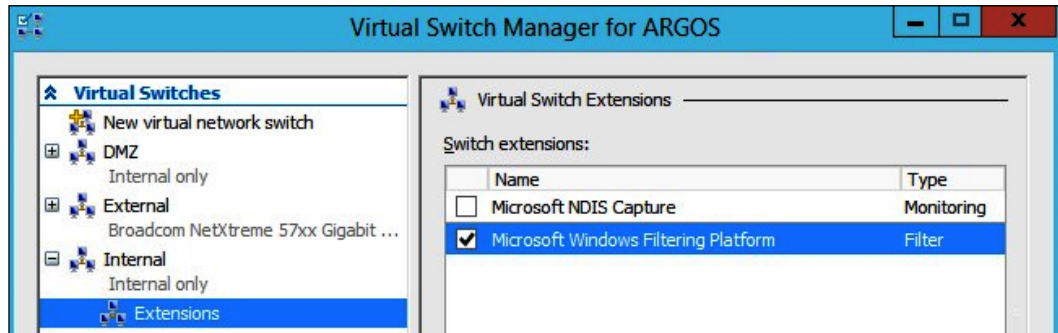 Virtual Switch Manager for ARGOS
Virtual Switches
New virtual network switch
DMZ
Internal only
External
Broadcom NetXtreme 57xx Gigabit ...
Internal
Internal only
Extensions
Virtual Switch Extensions
Switch extensions:
Name Type
Microsoft NDIS Capture Monitoring
Microsoft Windows Filtering Platform Filter